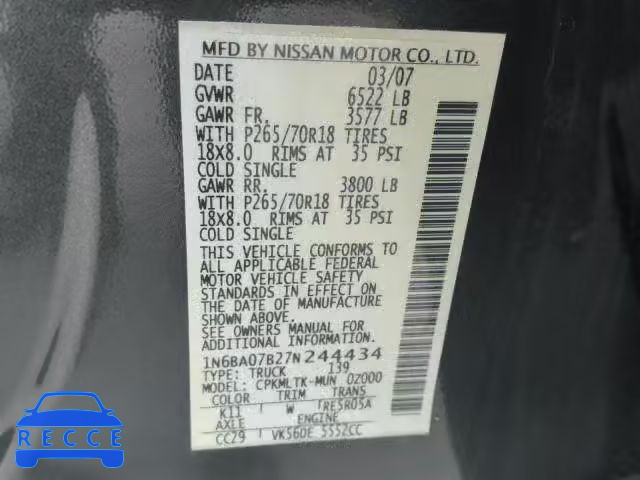 MFD BY NISSAN MOTOR CO., LTD.
DATE 03/07
GVWR 6522 LB
GAWR FR. 3577 LB
WITH P265/70R18 TIRES
18X8.0 RIMS AT 35 PSI
COLD SINGLE
GAWR RR. 3800 LB
WITH P265/70R18 TIRES
18X8.0 RIMS AT 35 PSI
COLD SINGLE
THIS VEHICLE CONFORMS TO
ALL APPLICABLE FEDERAL
MOTOR VEHICLE SAFETY
STANDARDS IN EFFECT ON
THE DATE OF MANUFACTURE
SHOWN ABOVE.
SEE OWNERS MANUAL FOR
ADDITIONAL INFORMATION
1N6BA07B27N244434
TYPE: TRUCK 139
MODEL: CPKMLTK-MUN 0Z000
COLOR TRIM TRANS
K11 W RE5R05A
AXLE ENGINE
CC29 VK56DE 5552CC
RECCE